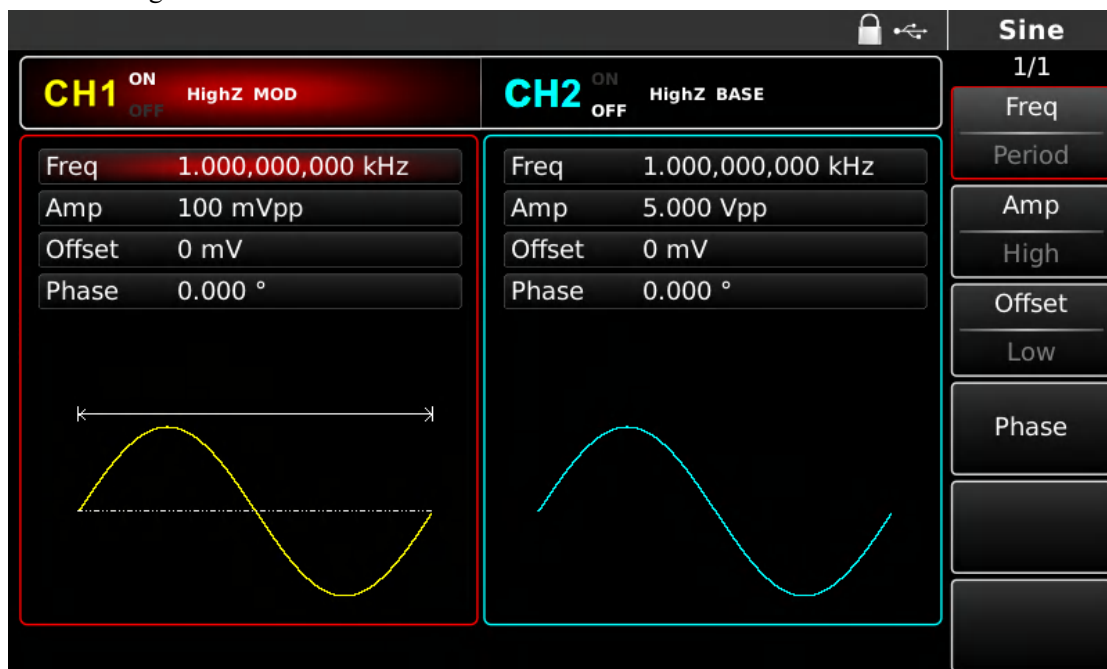 Sine
1/1
CH1 ON OFF HighZ MOD
CH2 ON OFF HighZ BASE
Freq 1.000,000,000 kHz
Amp 100 mVpp
Offset 0 mV
Phase 0.000 °
Freq 1.000,000,000 kHz
Amp 5.000 Vpp
Offset 0 mV
Phase 0.000 °
Freq
Period
Amp
High
Offset
Low
Phase